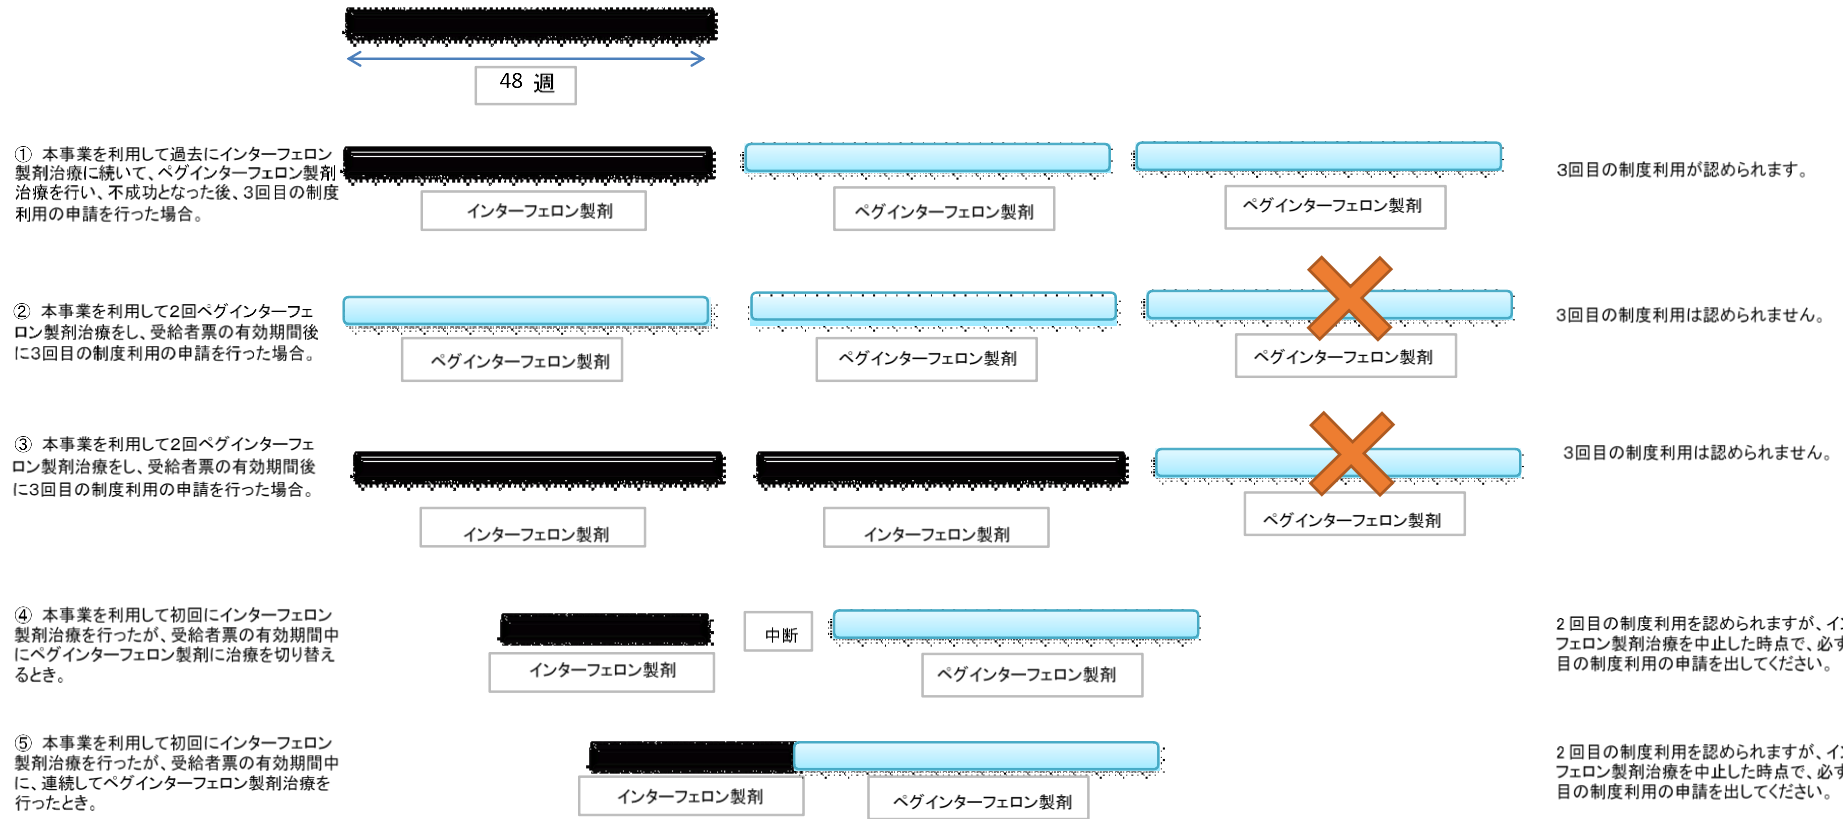 48 週
① 本事業を利用して過去にインターフェロン
製剤治療に続いて、ペグインターフェロン製剤
治療を行い、不成功となった後、3回目の制度
利用の申請を行った場合。
インターフェロン製剤
ペグインターフェロン製剤
ペグインターフェロン製剤
3回目の制度利用が認められます。
② 本事業を利用して2回ペグインターフェ
ロン製剤治療をし、受給者票の有効期間後
に3回目の制度利用の申請を行った場合。
ペグインターフェロン製剤
ペグインターフェロン製剤
ペグインターフェロン製剤
3回目の制度利用は認められません。
③ 本事業を利用して2回ペグインターフェ
ロン製剤治療をし、受給者票の有効期間後
に3回目の制度利用の申請を行った場合。
インターフェロン製剤
インターフェロン製剤
ペグインターフェロン製剤
3回目の制度利用は認められません。
④ 本事業を利用して初回にインターフェロン
製剤治療を行ったが、受給者票の有効期間中
にペグインターフェロン製剤に治療を切り替え
るとき。
インターフェロン製剤
中断
ペグインターフェロン製剤
2回目の制度利用を認められますが、イン
フェロン製剤治療を中止した時点で、必ず
目の制度利用の申請を出してください。
⑤ 本事業を利用して初回にインターフェロン
製剤治療を行ったが、受給者票の有効期間中
に、連続してペグインターフェロン製剤治療を
行ったとき。
インターフェロン製剤
ペグインターフェロン製剤
2回目の制度利用を認められますが、イン
フェロン製剤治療を中止した時点で、必ず
目の制度利用の申請を出してください。